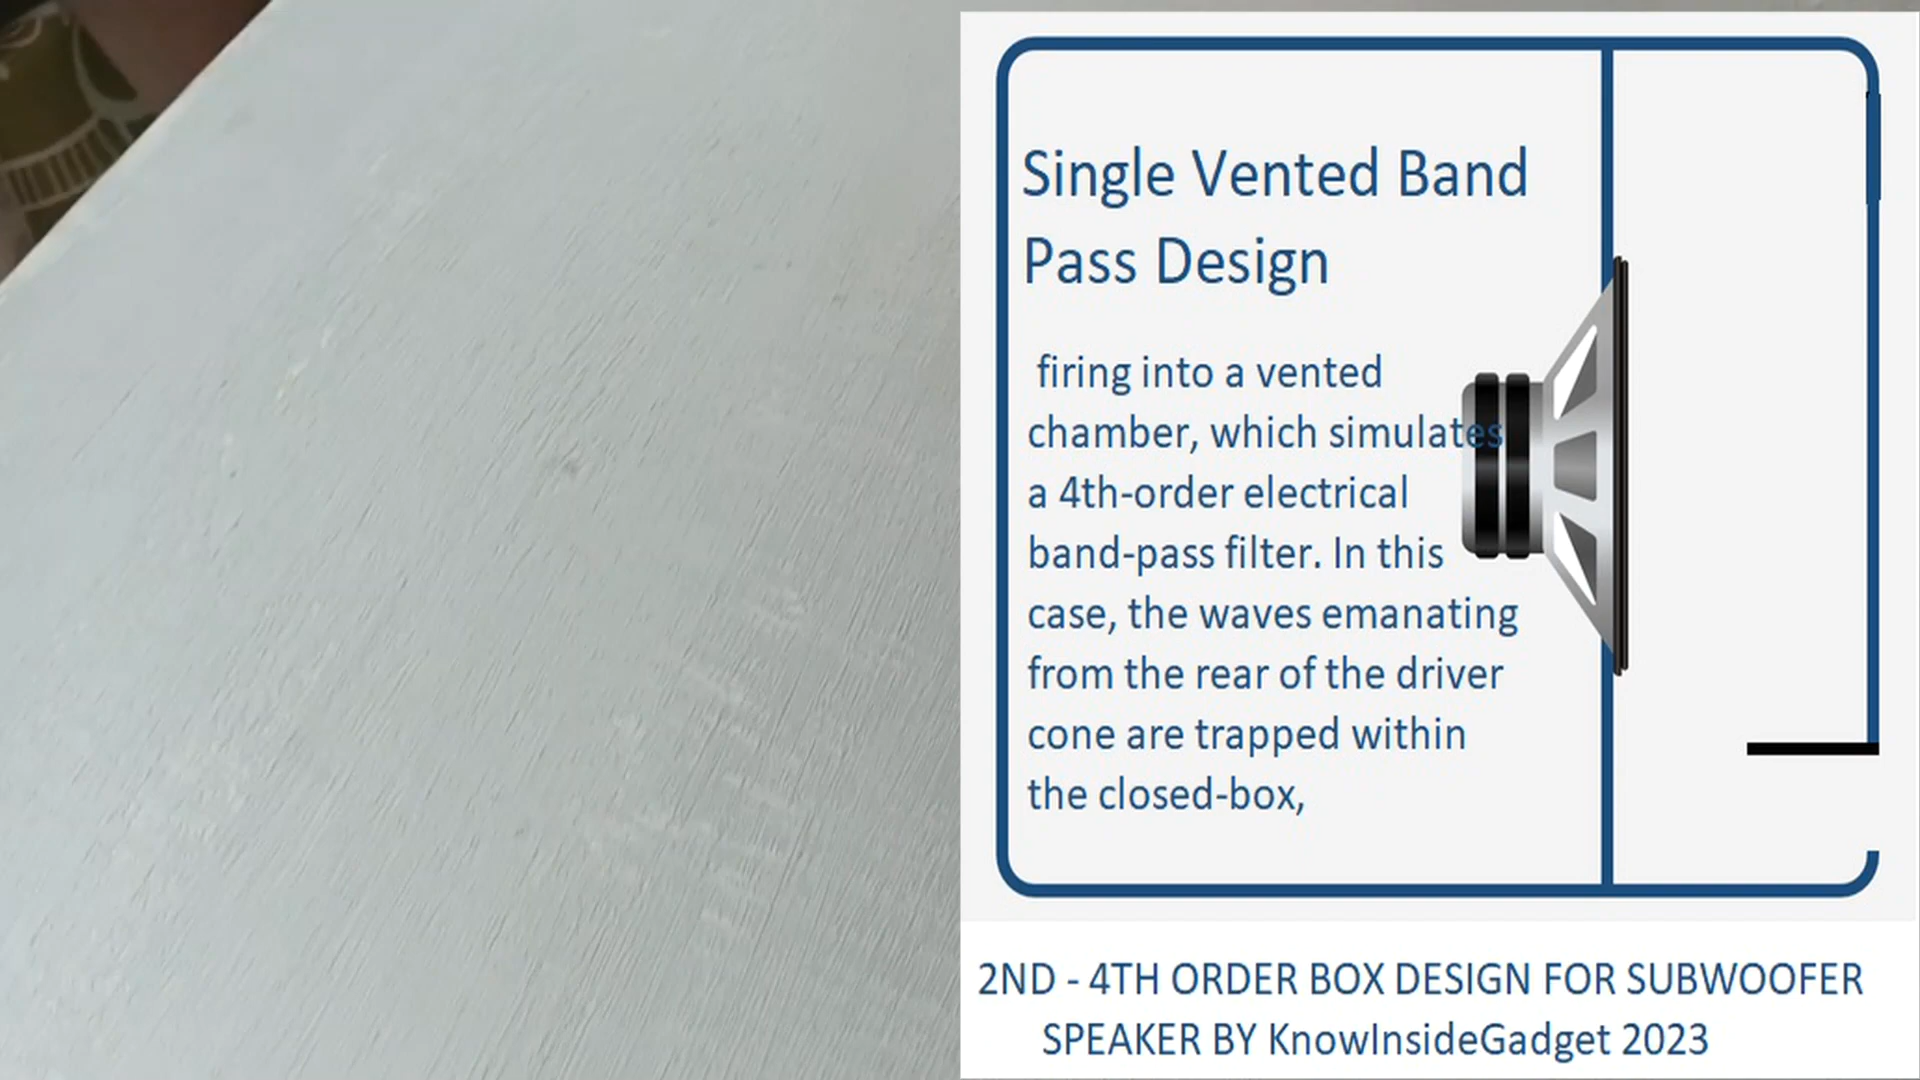 Single Vented Band
Pass Design
firing into a vented
chamber, which simulates
a 4th-order electrical
band-pass filter. In this
case, the waves emanating
from the rear of the driver
cone are trapped within
the closed-box,
2ND - 4TH ORDER BOX DESIGN FOR SUBWOOFER
SPEAKER BY KnowInsideGadget 2023